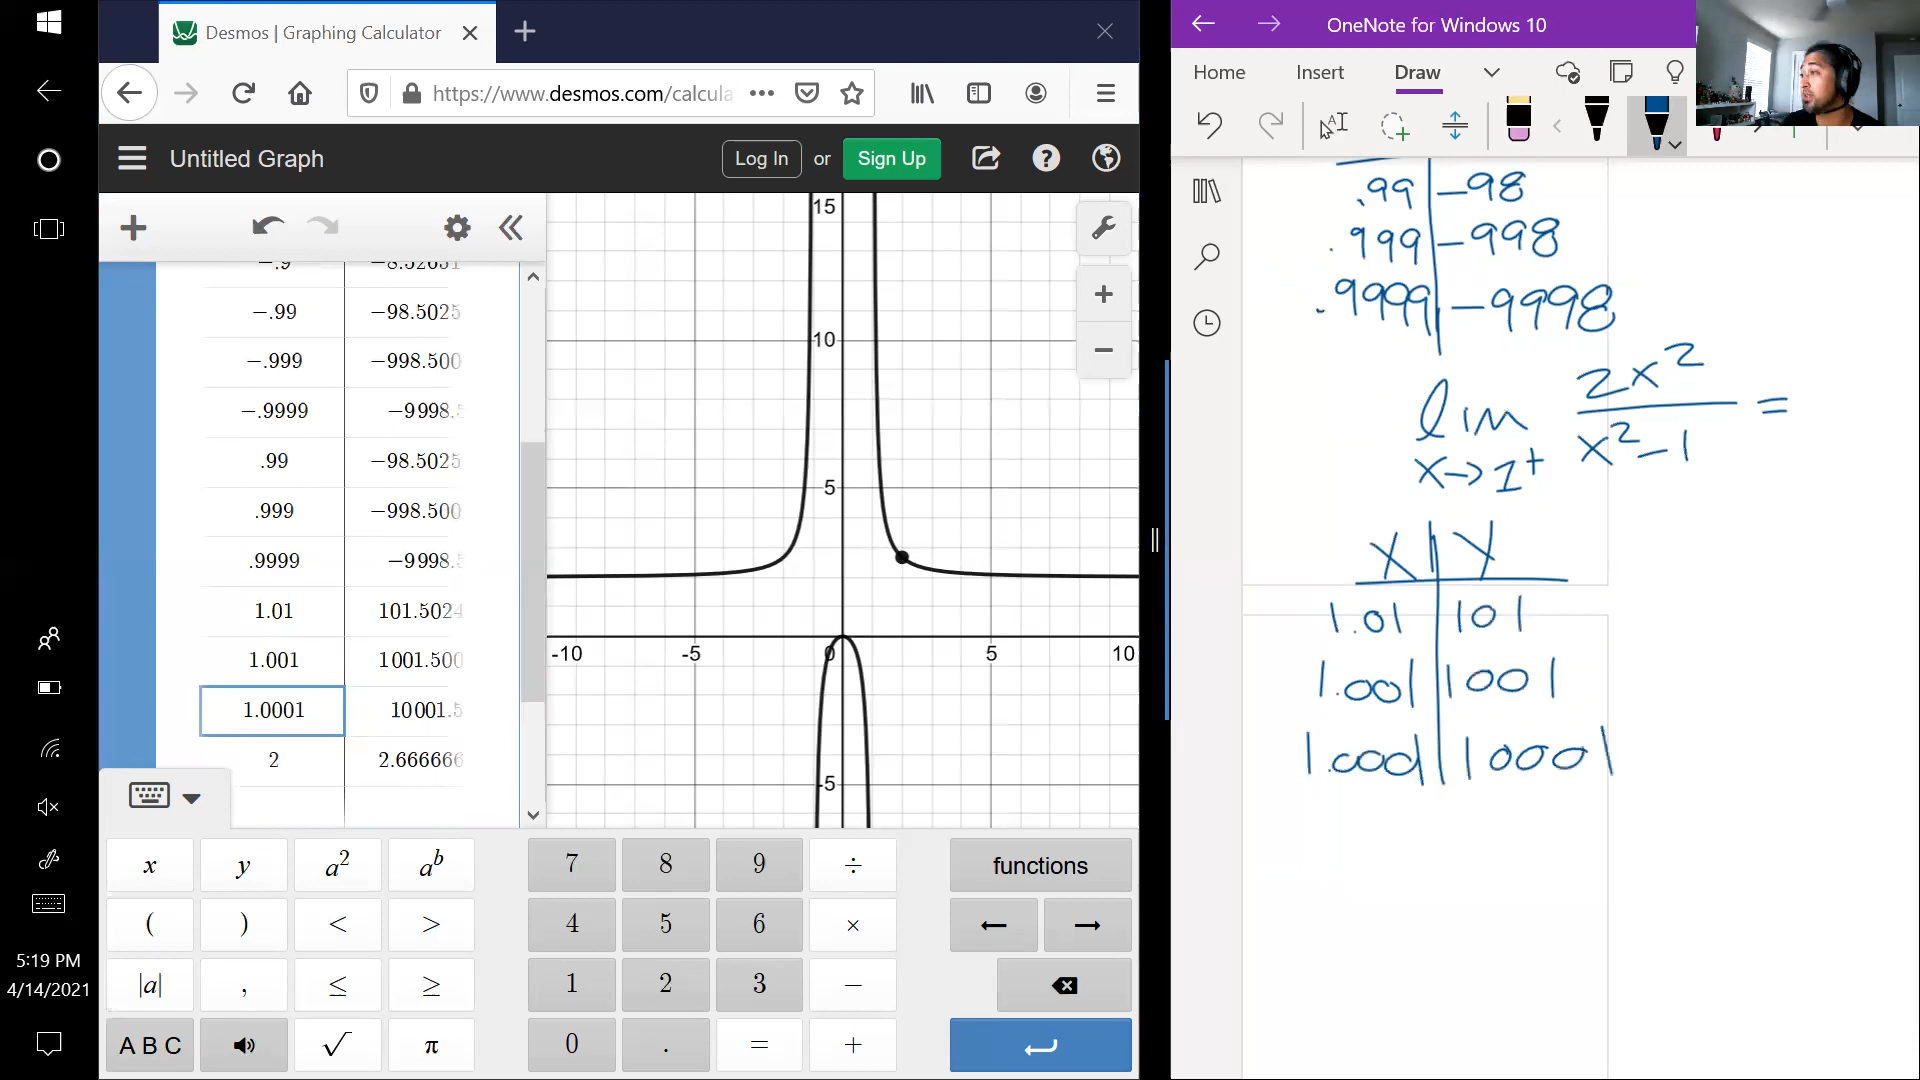 Desmos | Graphing Calculator
https://www.desmos.com/calcula
Untitled Graph
Log In or Sign Up
-.99 -98.5025
-.999 -998.500
-.9999 -9998.5
.99 -98.5025
.999 -998.500
.9999 -9998.5
1.01 101.5024
1.001 1001.500
1.0001 10001.5
2 2.666666
15
10
5
-10 -5 0 5 10
-5
x y a² aᵇ 7 8 9 ÷ functions
( ) < > 4 5 6 × ← →
|a| , ≤ ≥ 1 2 3 −
A B C √ π 0 . = +
5:19 PM
4/14/2021
OneNote for Windows 10
Home Insert Draw
.99 | -98
.999 | -998
.9999 | -9998
lim 2x²
x→1⁺ x²-1 =
X | Y
1.01 | 101
1.001 | 1001
1.0001 | 10001